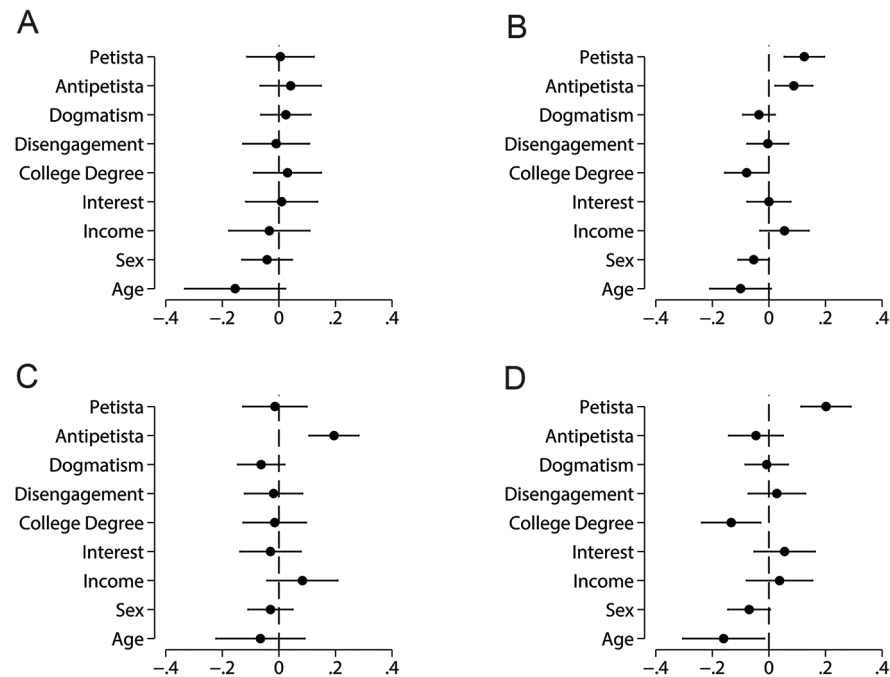 A
Petista
Antipetista
Dogmatism
Disengagement
College Degree
Interest
Income
Sex
Age
−.4 −.2 0 .2 .4
B
Petista
Antipetista
Dogmatism
Disengagement
College Degree
Interest
Income
Sex
Age
−.4 −.2 0 .2 .4
C
Petista
Antipetista
Dogmatism
Disengagement
College Degree
Interest
Income
Sex
Age
−.4 −.2 0 .2 .4
D
Petista
Antipetista
Dogmatism
Disengagement
College Degree
Interest
Income
Sex
Age
−.4 −.2 0 .2 .4